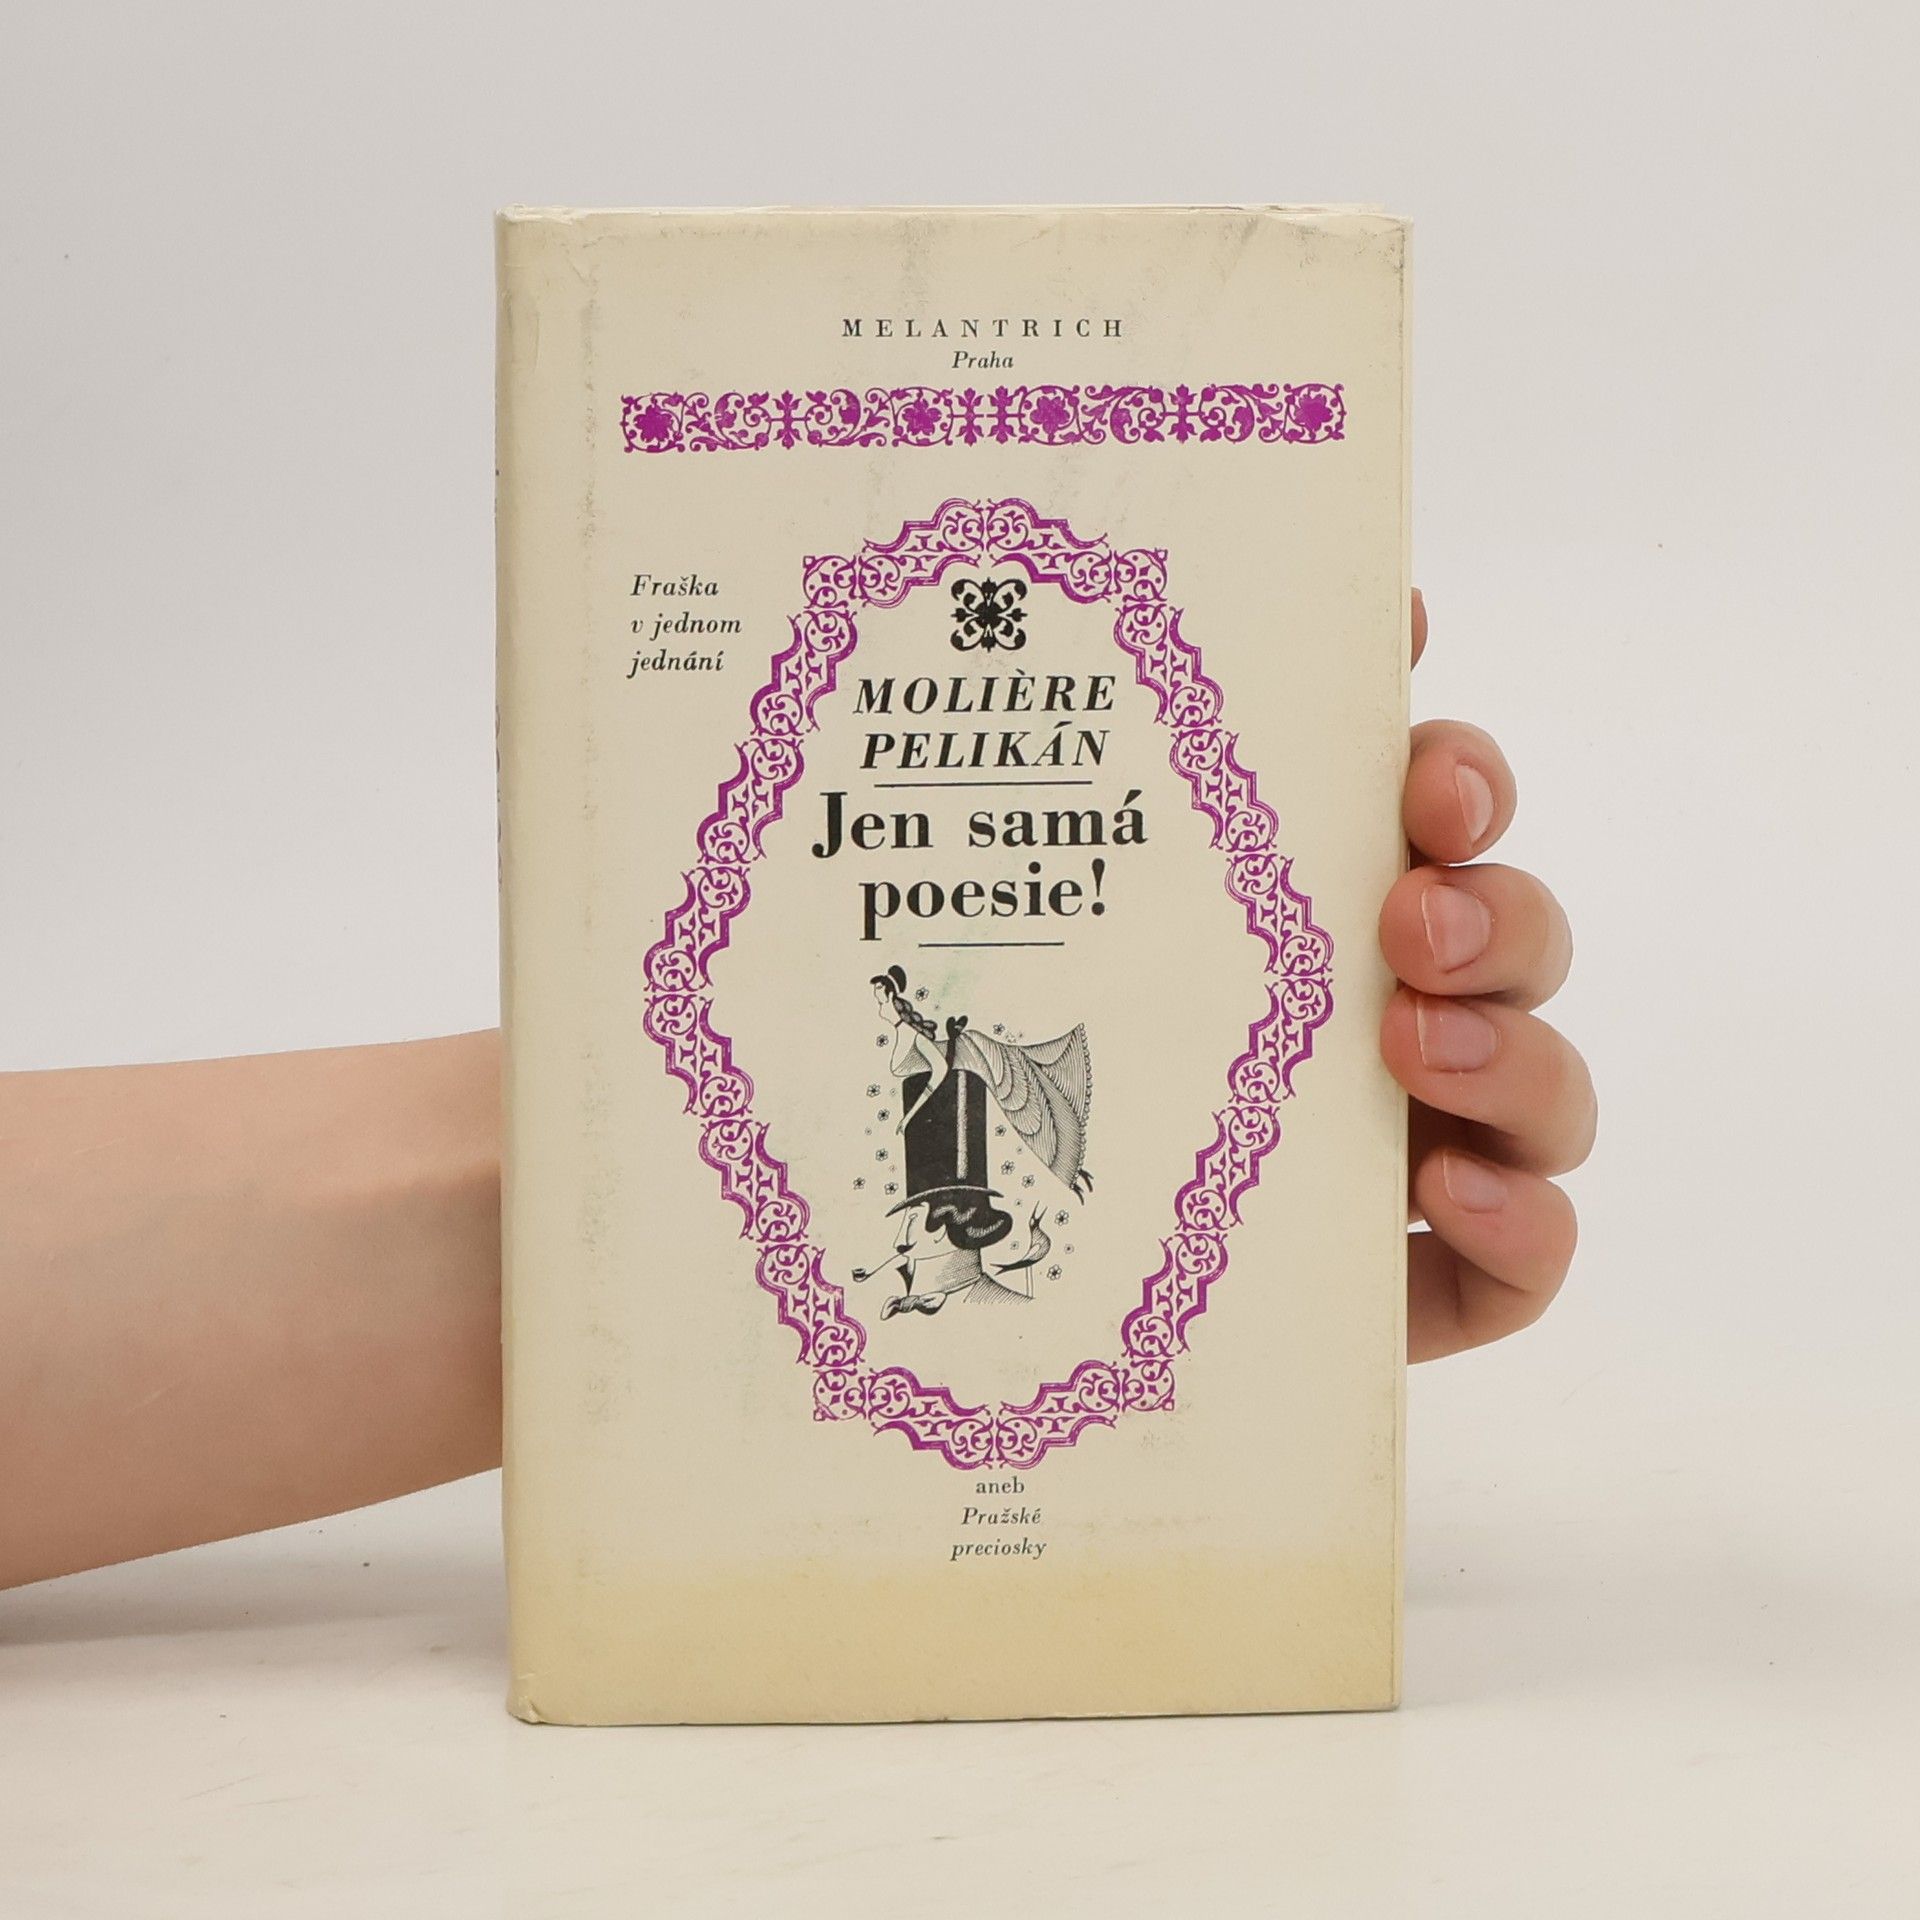 MELANTRICH
Praha
Fraška
v jednom
jednání
MOLIÈRE
PELIKÁN
Jen samá
poesie!
aneb
Pražské
preciosky